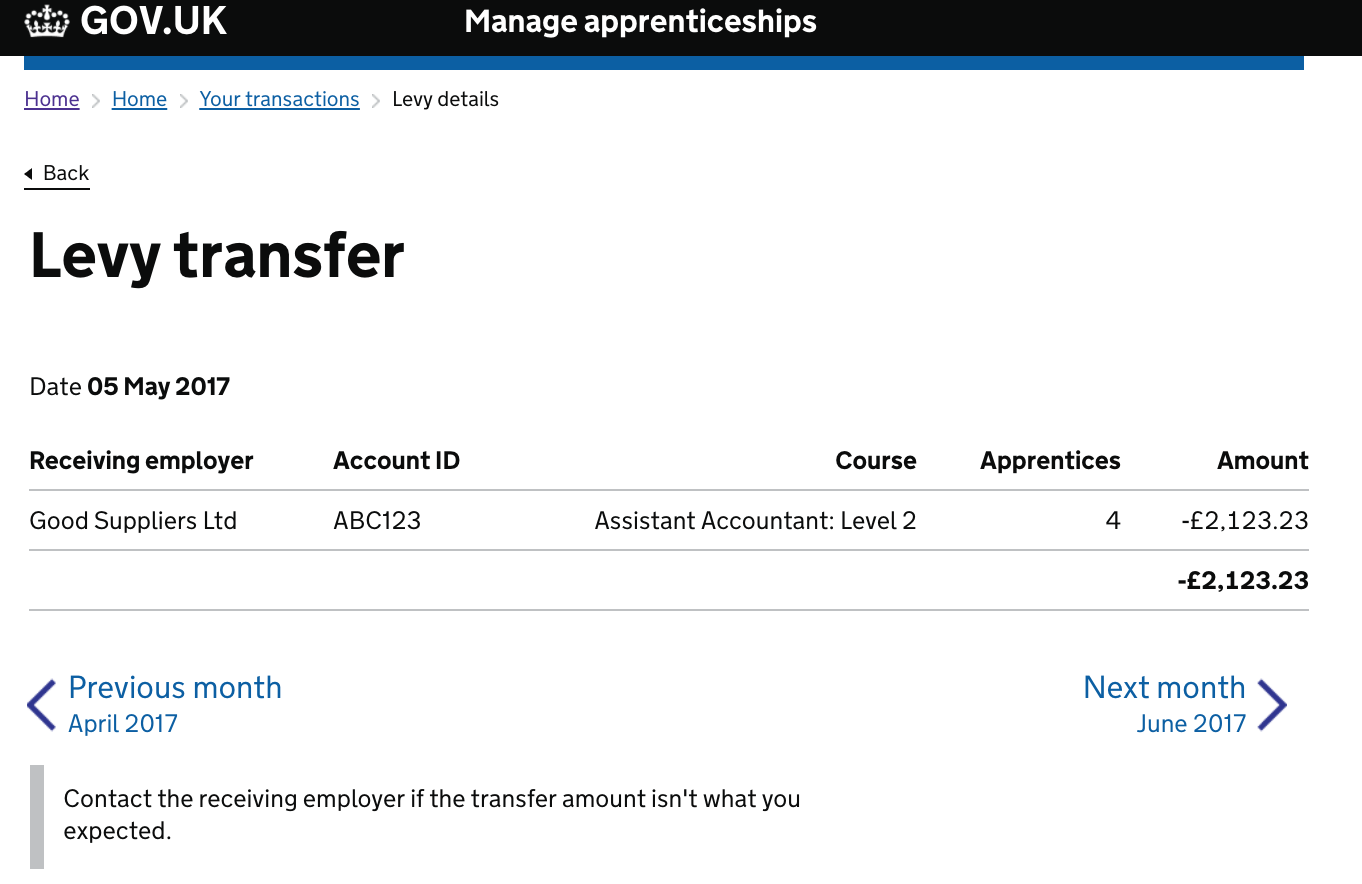 GOV.UK Manage apprenticeships
Home Home Your transactions Levy details
Back
Levy transfer
Date 05 May 2017
Receiving employer Account ID Course Apprentices Amount
Good Suppliers Ltd ABC123 Assistant Accountant: Level 2 4 -£2,123.23
-£2,123.23
Previous month Next month
April 2017 June 2017
Contact the receiving employer if the transfer amount isn't what you
expected.